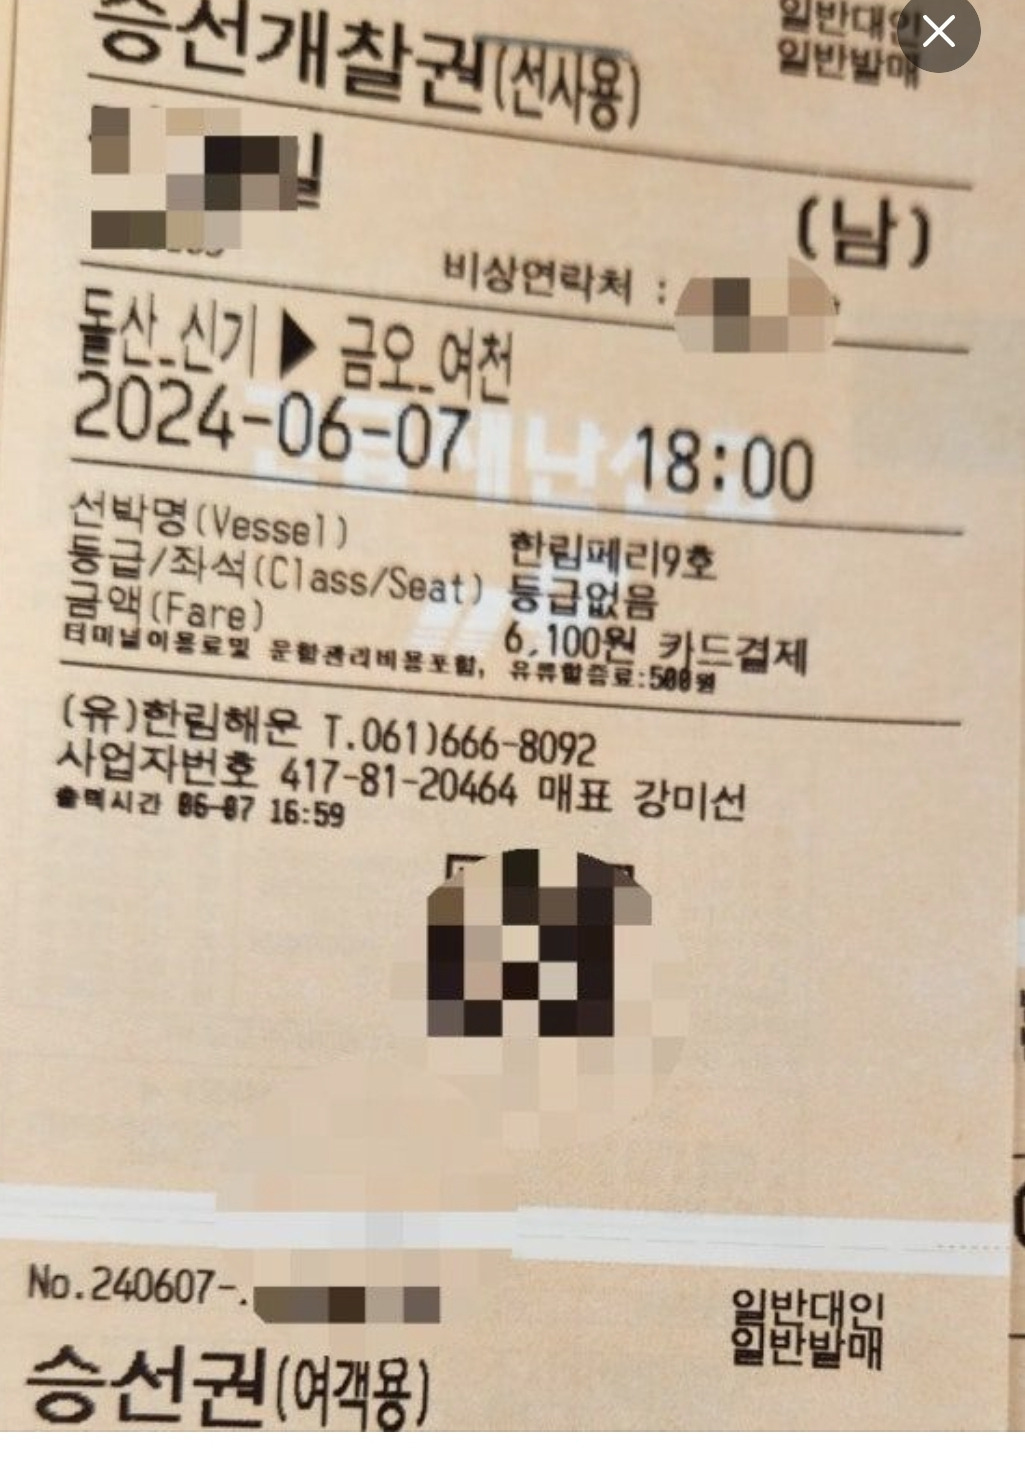 승선개찰권(선사용)
일반대인
일반발매
(남)
비상연락처 :
돌산_신기 ▶ 금오_여천
2024-06-07 18:00
선박명(Vessel) 한림페리9호
등급/좌석(Class/Seat) 등급없음
금액(Fare) 6,100원 카드결제
터미널이용료및 운항관리비용포함, 유류할증료:500원
(유)한림해운 T.061)666-8092
사업자번호 417-81-20464 매표 강미선
출력시간 06-07 16:59
No.240607-.
일반대인
일반발매
승선권(여객용)